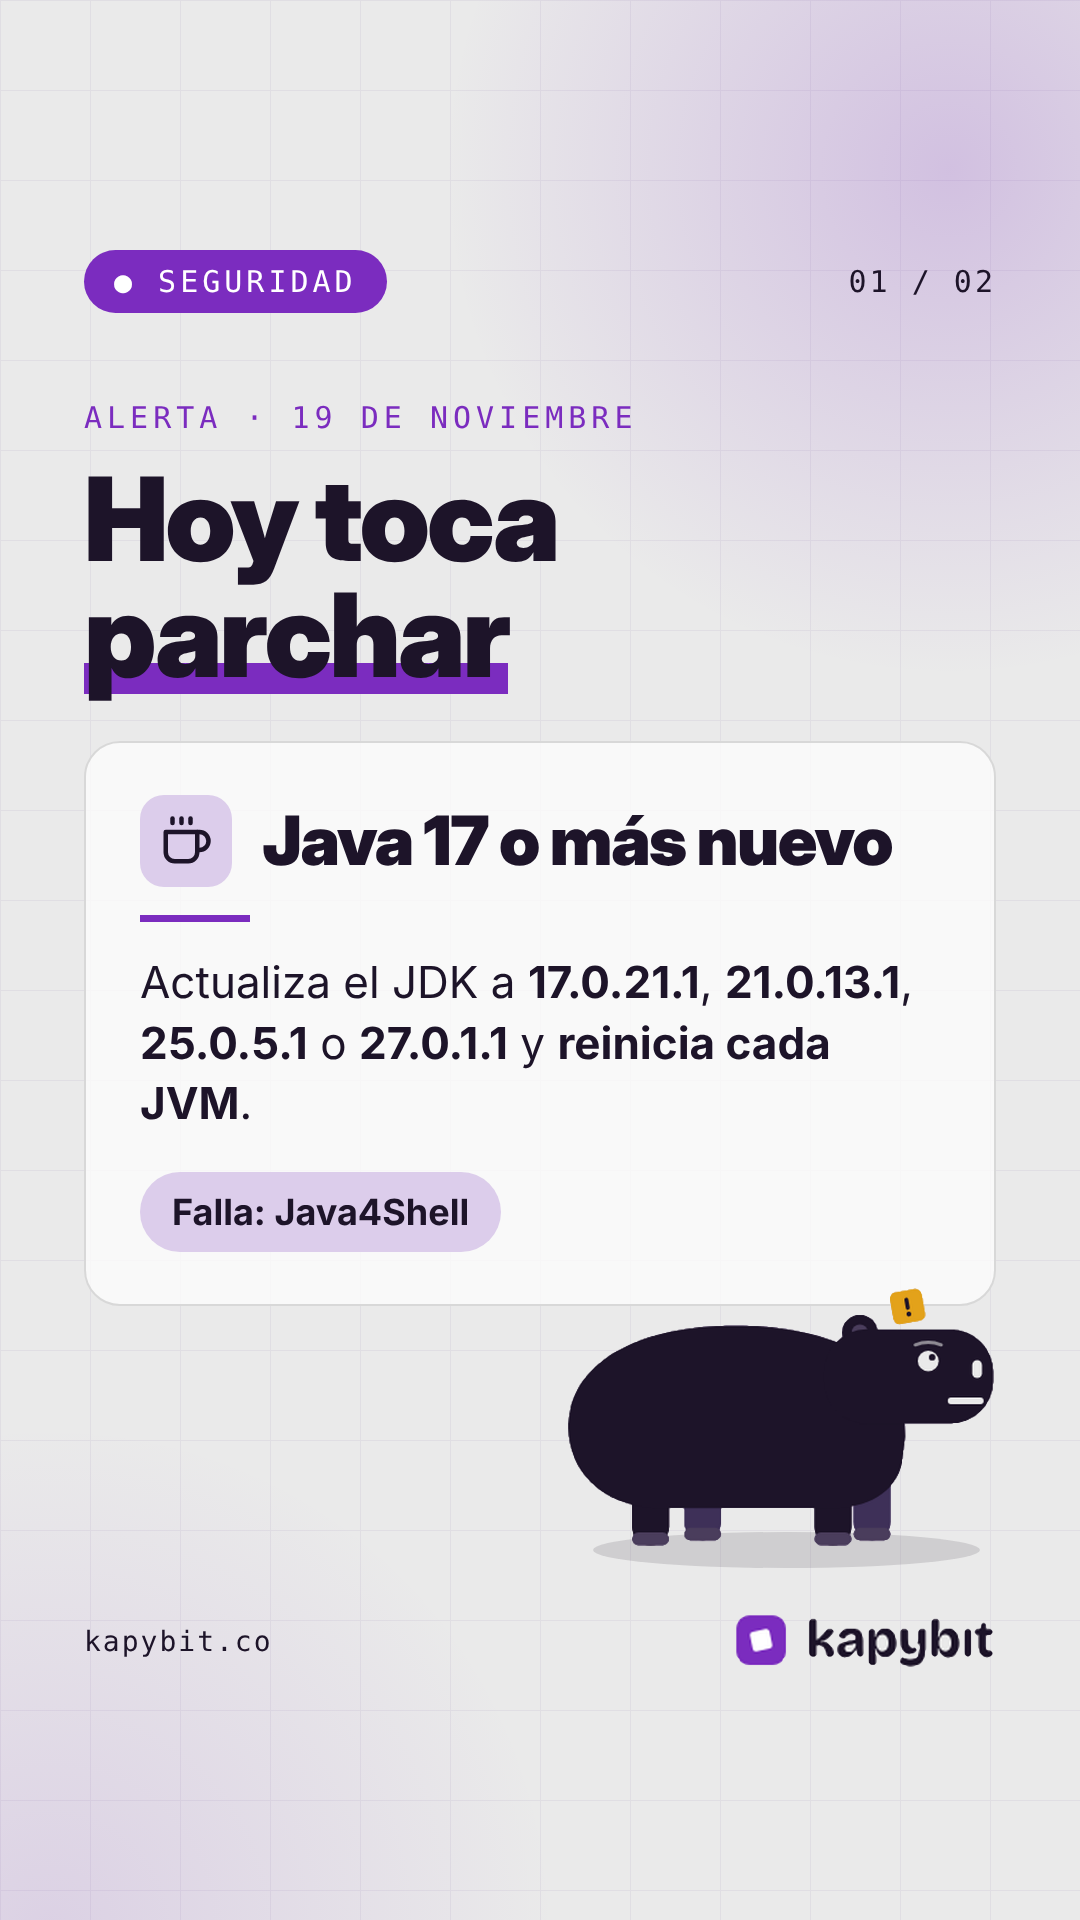 SEGURIDAD
01 / 02
ALERTA · 19 DE NOVIEMBRE
Hoy toca
parchar
Java 17 o más nuevo
Actualiza el JDK a 17.0.21.1, 21.0.13.1,
25.0.5.1 o 27.0.1.1 y reinicia cada
JVM.
Falla: Java4Shell
!
kapybit.co
kapybit